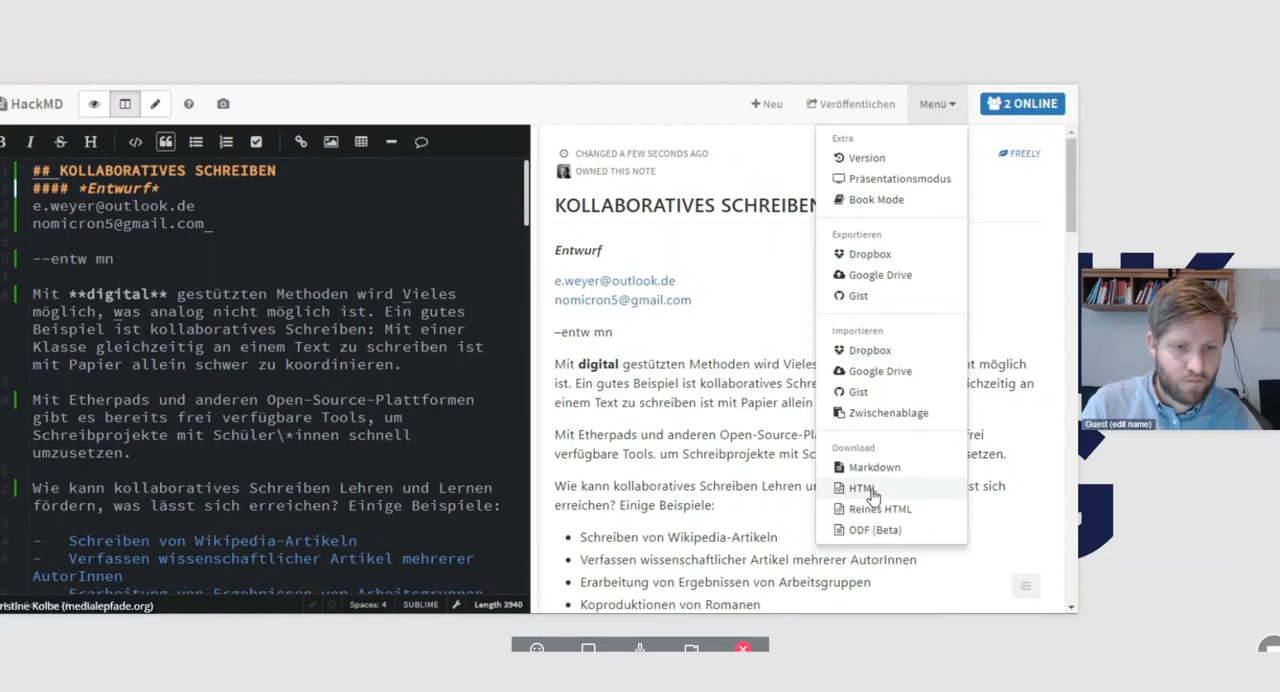 HackMD
+ Neu
Veröffentlichen
Menü
2 ONLINE
B I S H
## KOLLABORATIVES SCHREIBEN
#### *Entwurf*
e.weyer@outlook.de
nomicron5@gmail.com_
--entw mn
Mit **digital** gestützten Methoden wird Vieles
möglich, was analog nicht möglich ist. Ein gutes
Beispiel ist kollaboratives Schreiben: Mit einer
Klasse gleichzeitig an einem Text zu schreiben ist
mit Papier allein schwer zu koordinieren.
Mit Etherpads und anderen Open-Source-Plattformen
gibt es bereits frei verfügbare Tools, um
Schreibprojekte mit Schüler\*innen schnell
umzusetzen.
Wie kann kollaboratives Schreiben Lehren und Lernen
fördern, was lässt sich erreichen? Einige Beispiele:
- Schreiben von Wikipedia-Artikeln
- Verfassen wissenschaftlicher Artikel mehrerer
AutorInnen
- Erarbeitung von Ergebnissen von Arbeitsgruppen
ristine Kolbe (medialepfade.org)
Spaces: 4
SUBLIME
Length 3940
CHANGED A FEW SECONDS AGO
OWNED THIS NOTE
FREELY
KOLLABORATIVES SCHREIBEN
Entwurf
e.weyer@outlook.de
nomicron5@gmail.com
–entw mn
Mit digital gestützten Methoden wird Vieles ht möglich
ist. Ein gutes Beispiel ist kollaboratives Schre ichzeitig an
einem Text zu schreiben ist mit Papier allein
Mit Etherpads und anderen Open-Source-Pla frei
verfügbare Tools, um Schreibprojekte mit Sc zusetzen.
Wie kann kollaboratives Schreiben Lehren u st sich
erreichen? Einige Beispiele:
• Schreiben von Wikipedia-Artikeln
• Verfassen wissenschaftlicher Artikel mehrerer AutorInnen
• Erarbeitung von Ergebnissen von Arbeitsgruppen
• Koproduktionen von Romanen
Extra
Version
Präsentationsmodus
Book Mode
Exportieren
Dropbox
Google Drive
Gist
Importieren
Dropbox
Google Drive
Gist
Zwischenablage
Download
Markdown
HTML
Reines HTML
ODF (Beta)
Guest (edit name)